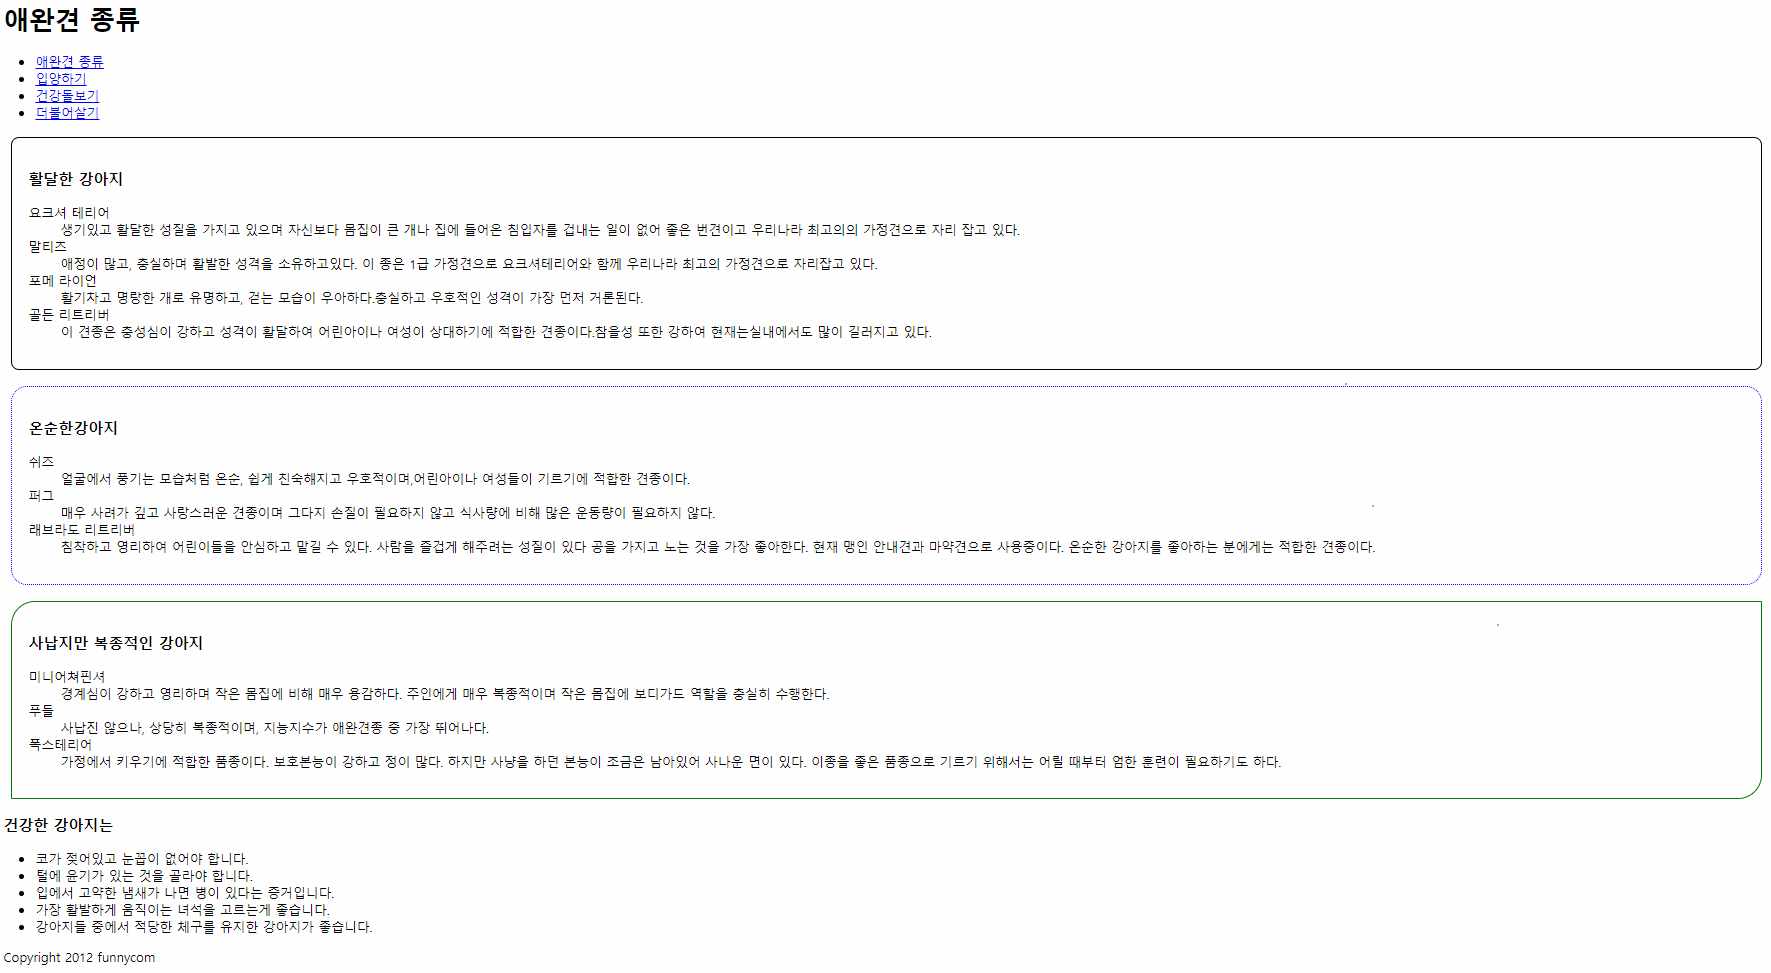 애완견 종류
애완견 종류
입양하기
건강돌보기
더불어살기
활달한 강아지
요크셔 테리어
생기있고 활달한 성질을 가지고 있으며 자신보다 몸집이 큰 개나 집에 들어온 침입자를 겁내는 일이 없어 좋은 번견이고 우리나라 최고의의 가정견으로 자리 잡고 있다.
말티즈
애정이 많고, 충실하며 활발한 성격을 소유하고있다. 이 종은 1급 가정견으로 요크셔테리어와 함께 우리나라 최고의 가정견으로 자리잡고 있다.
포메 라이언
활기차고 명랑한 개로 유명하고, 걷는 모습이 우아하다.충실하고 우호적인 성격이 가장 먼저 거론된다.
골든 리트리버
이 견종은 충성심이 강하고 성격이 활달하여 어린아이나 여성이 상대하기에 적합한 견종이다.참을성 또한 강하여 현재는실내에서도 많이 길러지고 있다.
온순한강아지
쉬즈
얼굴에서 풍기는 모습처럼 온순, 쉽게 친숙해지고 우호적이며,어린아이나 여성들이 기르기에 적합한 견종이다.
퍼그
매우 사려가 깊고 사랑스러운 견종이며 그다지 손질이 필요하지 않고 식사량에 비해 많은 운동량이 필요하지 않다.
래브라도 리트리버
침착하고 영리하여 어린이들을 안심하고 맡길 수 있다. 사람을 즐겁게 해주려는 성질이 있다 공을 가지고 노는 것을 가장 좋아한다. 현재 맹인 안내견과 마약견으로 사용중이다. 온순한 강아지를 좋아하는 분에게는 적합한 견종이다.
사납지만 복종적인 강아지
미니어쳐핀셔
경계심이 강하고 영리하며 작은 몸집에 비해 매우 용감하다. 주인에게 매우 복종적이며 작은 몸집에 보디가드 역할을 충실히 수행한다.
푸들
사납진 않으나, 상당히 복종적이며, 지능지수가 애완견종 중 가장 뛰어나다.
폭스테리어
가정에서 키우기에 적합한 품종이다. 보호본능이 강하고 정이 많다. 하지만 사냥을 하던 본능이 조금은 남아있어 사나운 면이 있다. 이종을 좋은 품종으로 기르기 위해서는 어릴 때부터 엄한 훈련이 필요하기도 하다.
건강한 강아지는
코가 젖어있고 눈꼽이 없어야 합니다.
털에 윤기가 있는 것을 골라야 합니다.
입에서 고약한 냄새가 나면 병이 있다는 증거입니다.
가장 활발하게 움직이는 녀석을 고르는게 좋습니다.
강아지들 중에서 적당한 체구를 유지한 강아지가 좋습니다.
Copyright 2012 funnycom